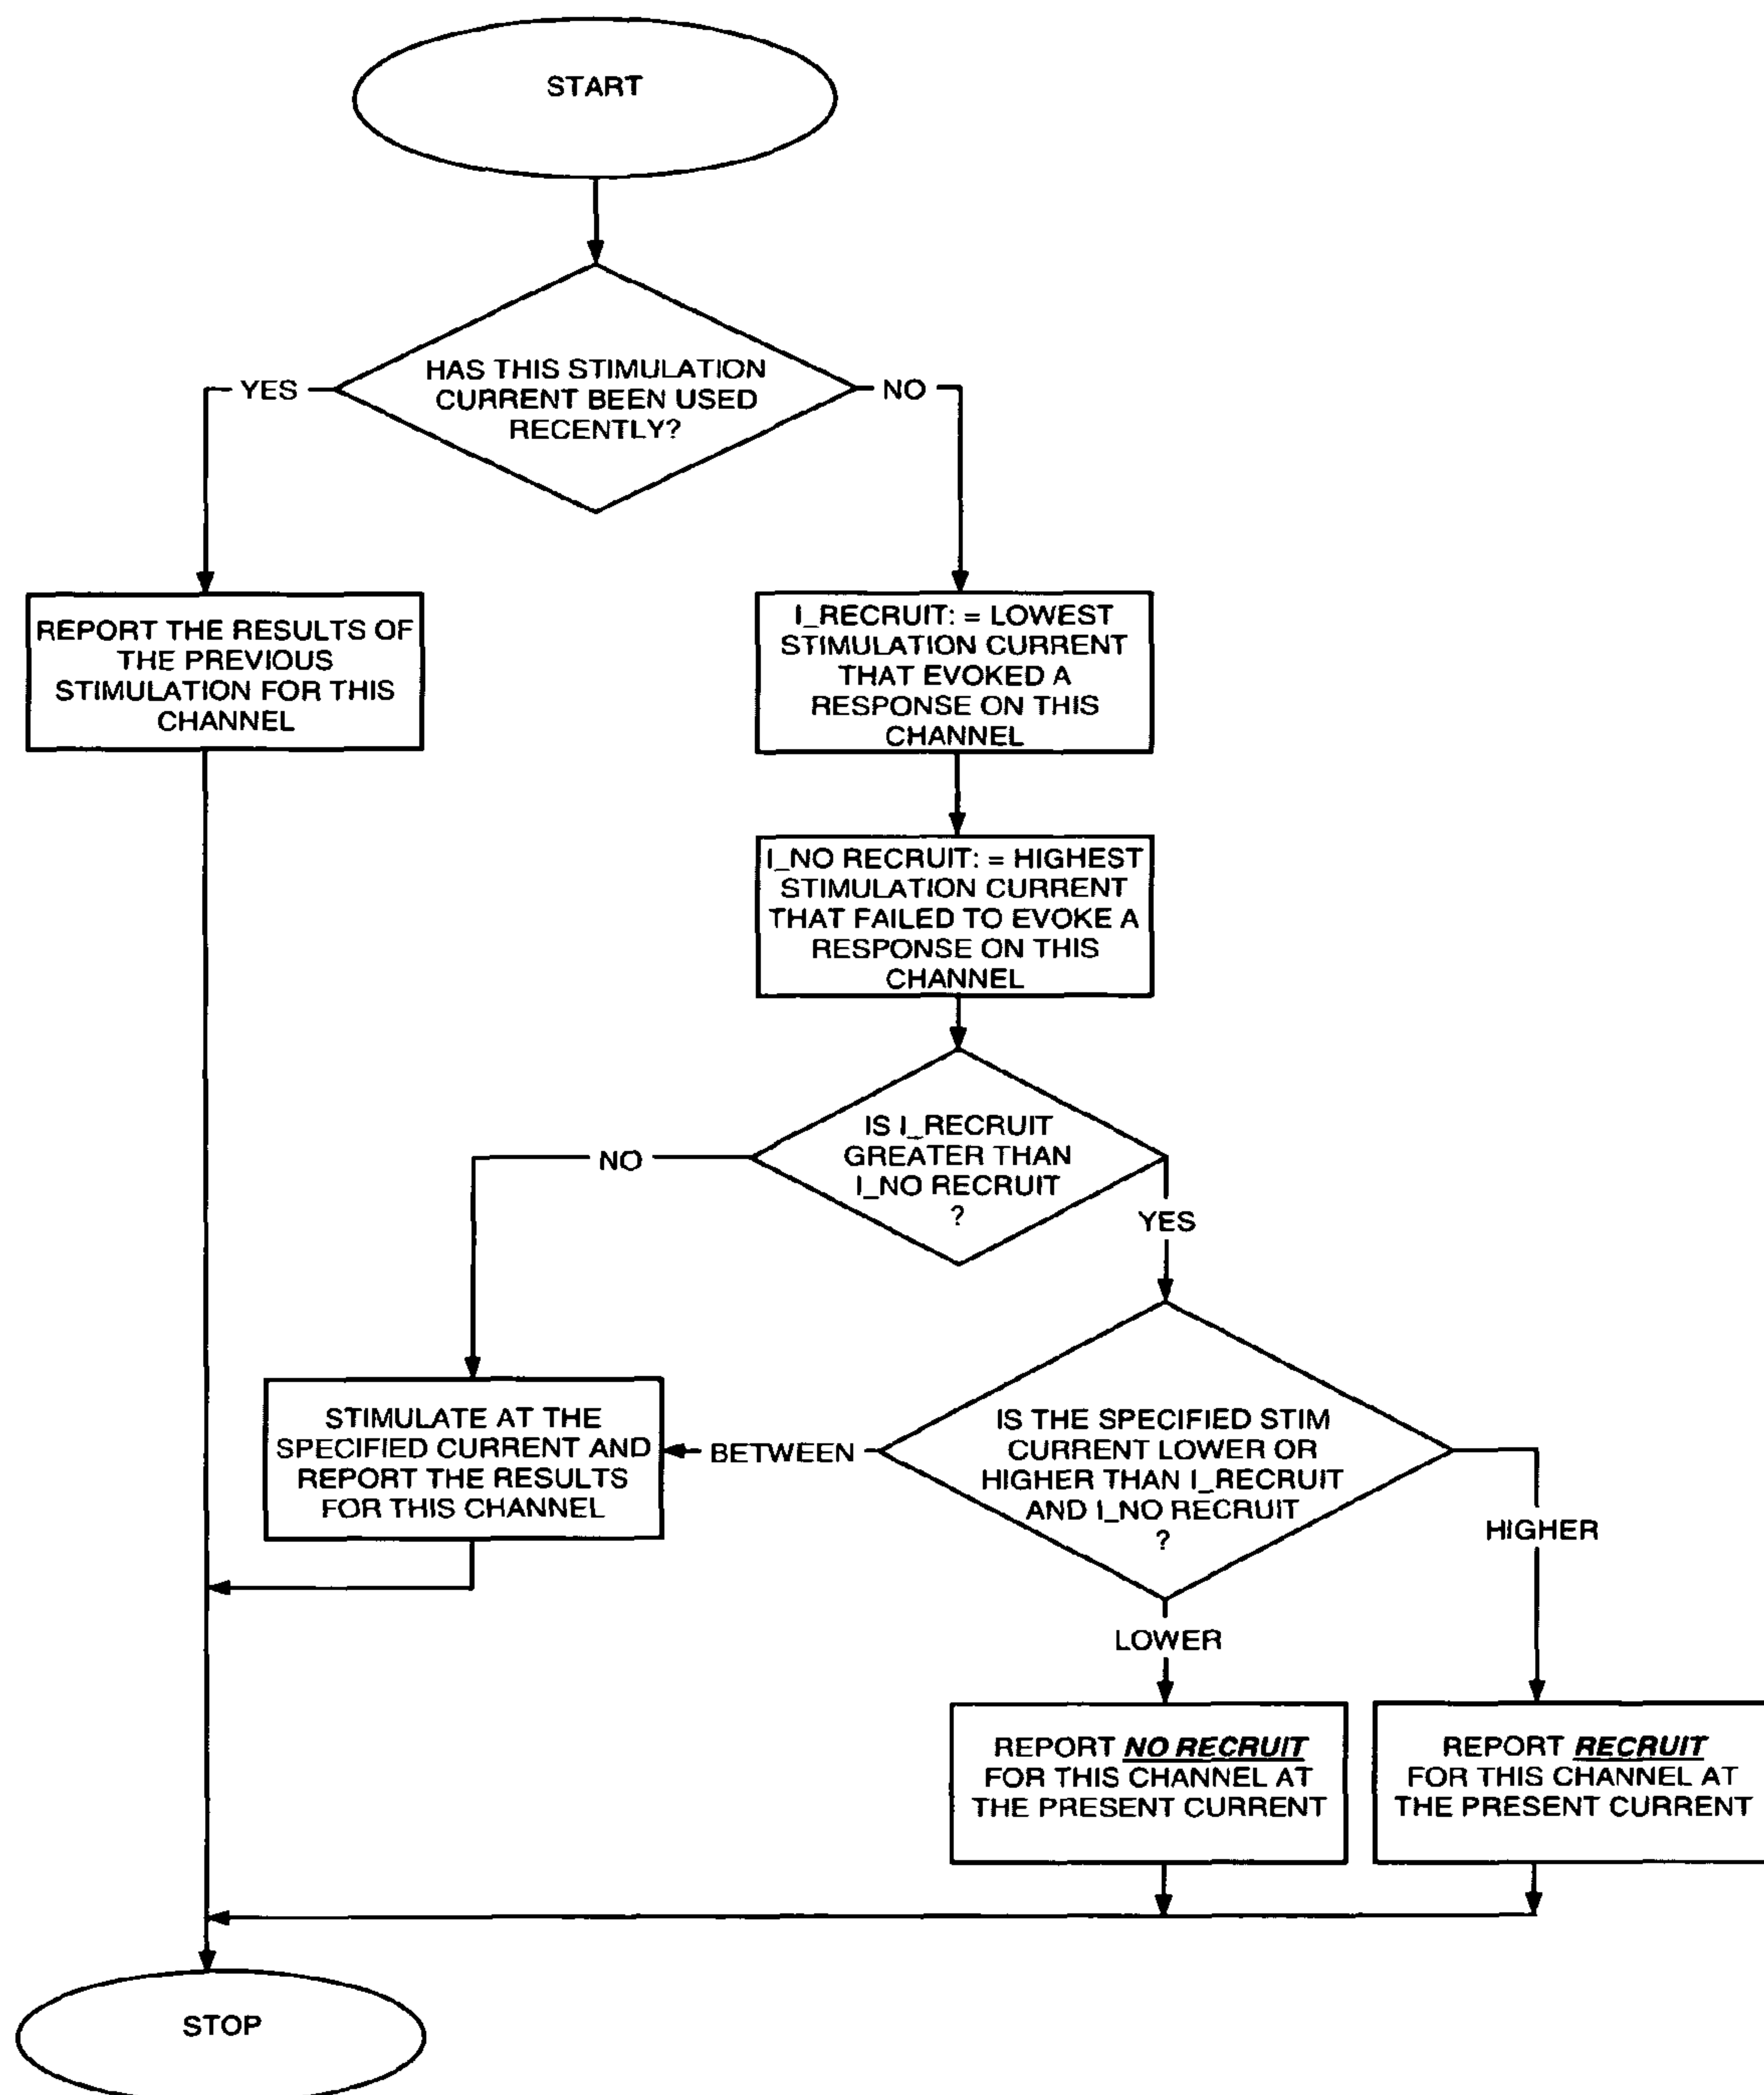 START
HAS THIS STIMULATION
CURRENT BEEN USED
RECENTLY?
YES
NO
REPORT THE RESULTS OF
THE PREVIOUS
STIMULATION FOR THIS
CHANNEL
I_RECRUIT: = LOWEST
STIMULATION CURRENT
THAT EVOKED A
RESPONSE ON THIS
CHANNEL
I_NO RECRUIT: = HIGHEST
STIMULATION CURRENT
THAT FAILED TO EVOKE A
RESPONSE ON THIS
CHANNEL
IS I_RECRUIT
GREATER THAN
I_NO RECRUIT
?
NO
YES
STIMULATE AT THE
SPECIFIED CURRENT AND
REPORT THE RESULTS
FOR THIS CHANNEL
BETWEEN
IS THE SPECIFIED STIM
CURRENT LOWER OR
HIGHER THAN I_RECRUIT
AND I_NO RECRUIT
?
HIGHER
LOWER
REPORT NO RECRUIT
FOR THIS CHANNEL AT
THE PRESENT CURRENT
REPORT RECRUIT
FOR THIS CHANNEL AT
THE PRESENT CURRENT
STOP